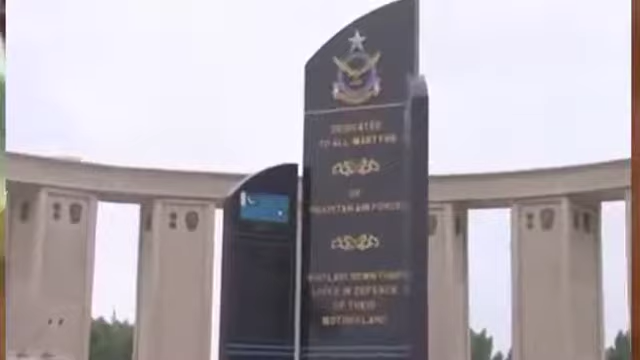 DEDICATED
TO ALL MARTYRS
OF
PAKISTAN AIR FORCE
WHO LAID DOWN THEIR
LIVES IN DEFENCE
OF THEIR
MOTHERLAND